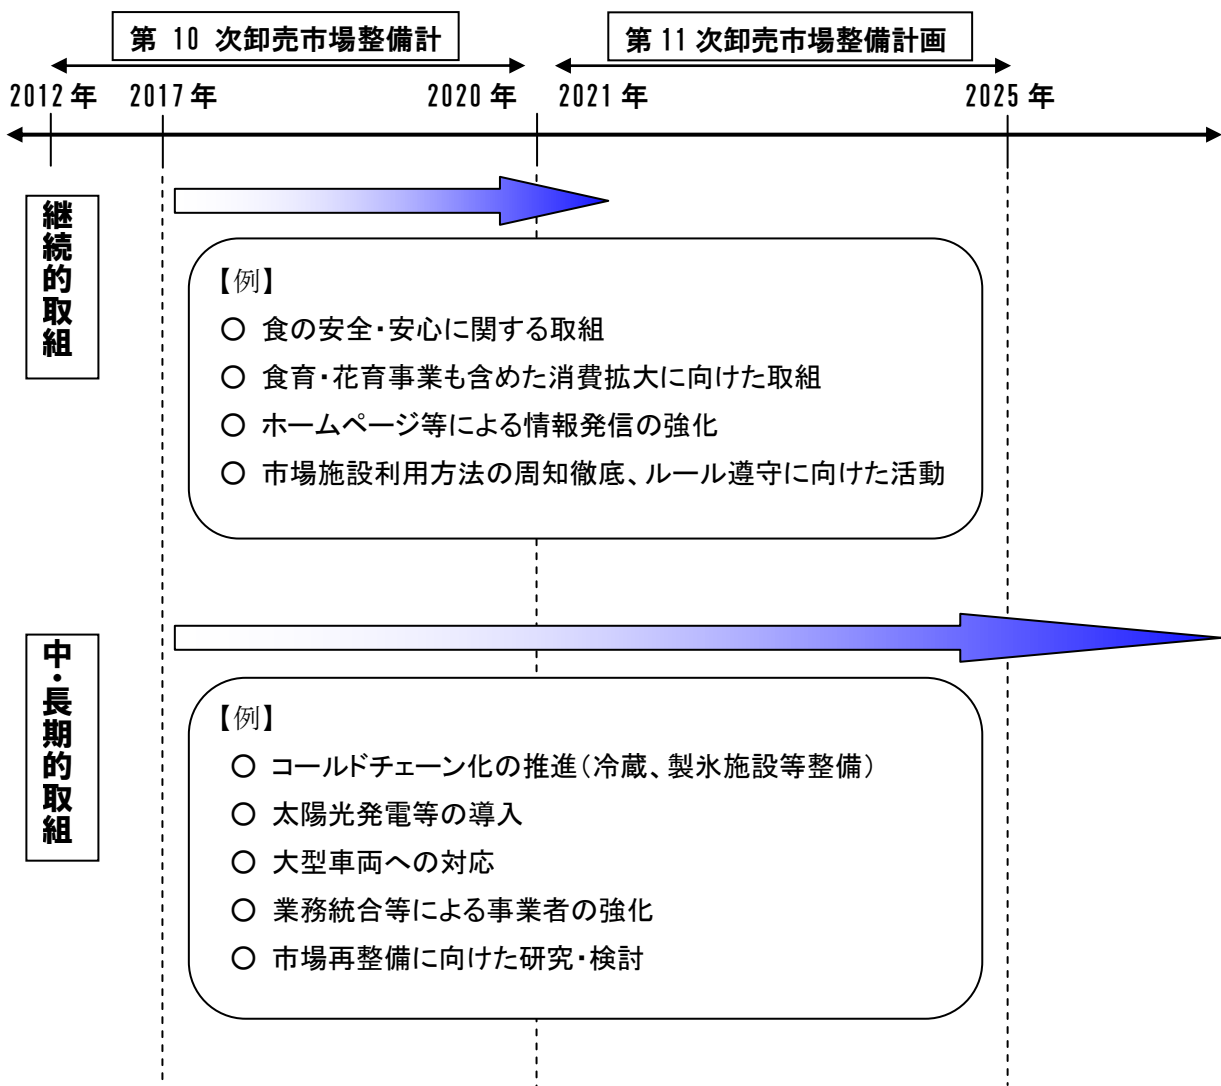 第 10 次卸売市場整備計
第 11 次卸売市場整備計画
2012 年 2017 年 2020 年 2021 年 2025 年
継続的取組
【例】
○ 食の安全・安心に関する取組
○ 食育・花育事業も含めた消費拡大に向けた取組
○ ホームページ等による情報発信の強化
○ 市場施設利用方法の周知徹底、ルール遵守に向けた活動
中・長期的取組
【例】
○ コールドチェーン化の推進(冷蔵、製氷施設等整備)
○ 太陽光発電等の導入
○ 大型車両への対応
○ 業務統合等による事業者の強化
○ 市場再整備に向けた研究・検討